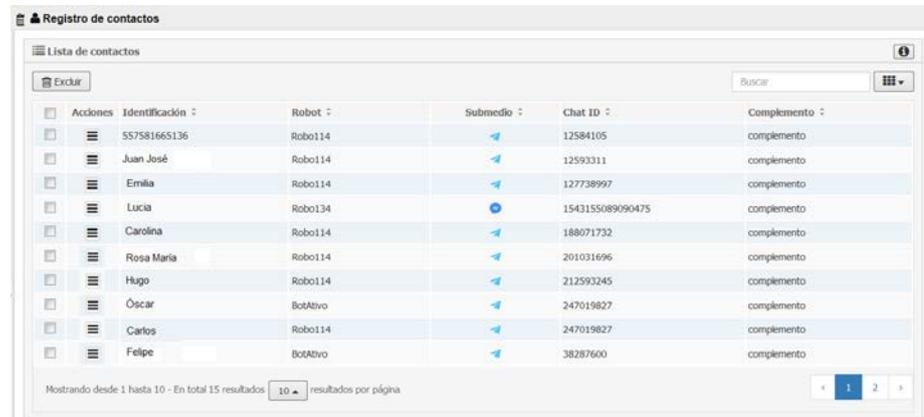 Registro de contactos
Lista de contactos
Excluir
Buscar
Acciones Identificación Robot Submedio Chat ID Complemento
557581665136 Robo114 12584105 complemento
Juan José Robo114 12593311 complemento
Emilia Robo114 127738997 complemento
Lucia Robo134 1543155089090475 complemento
Carolina Robo114 188071732 complemento
Rosa María Robo114 201031696 complemento
Hugo Robo114 212593245 complemento
Óscar BotAtivo 247019827 complemento
Carlos Robo114 247019827 complemento
Felipe BotAtivo 38287600 complemento
Mostrando desde 1 hasta 10 - En total 15 resultados 10 resultados por página
‹ 1 2 ›